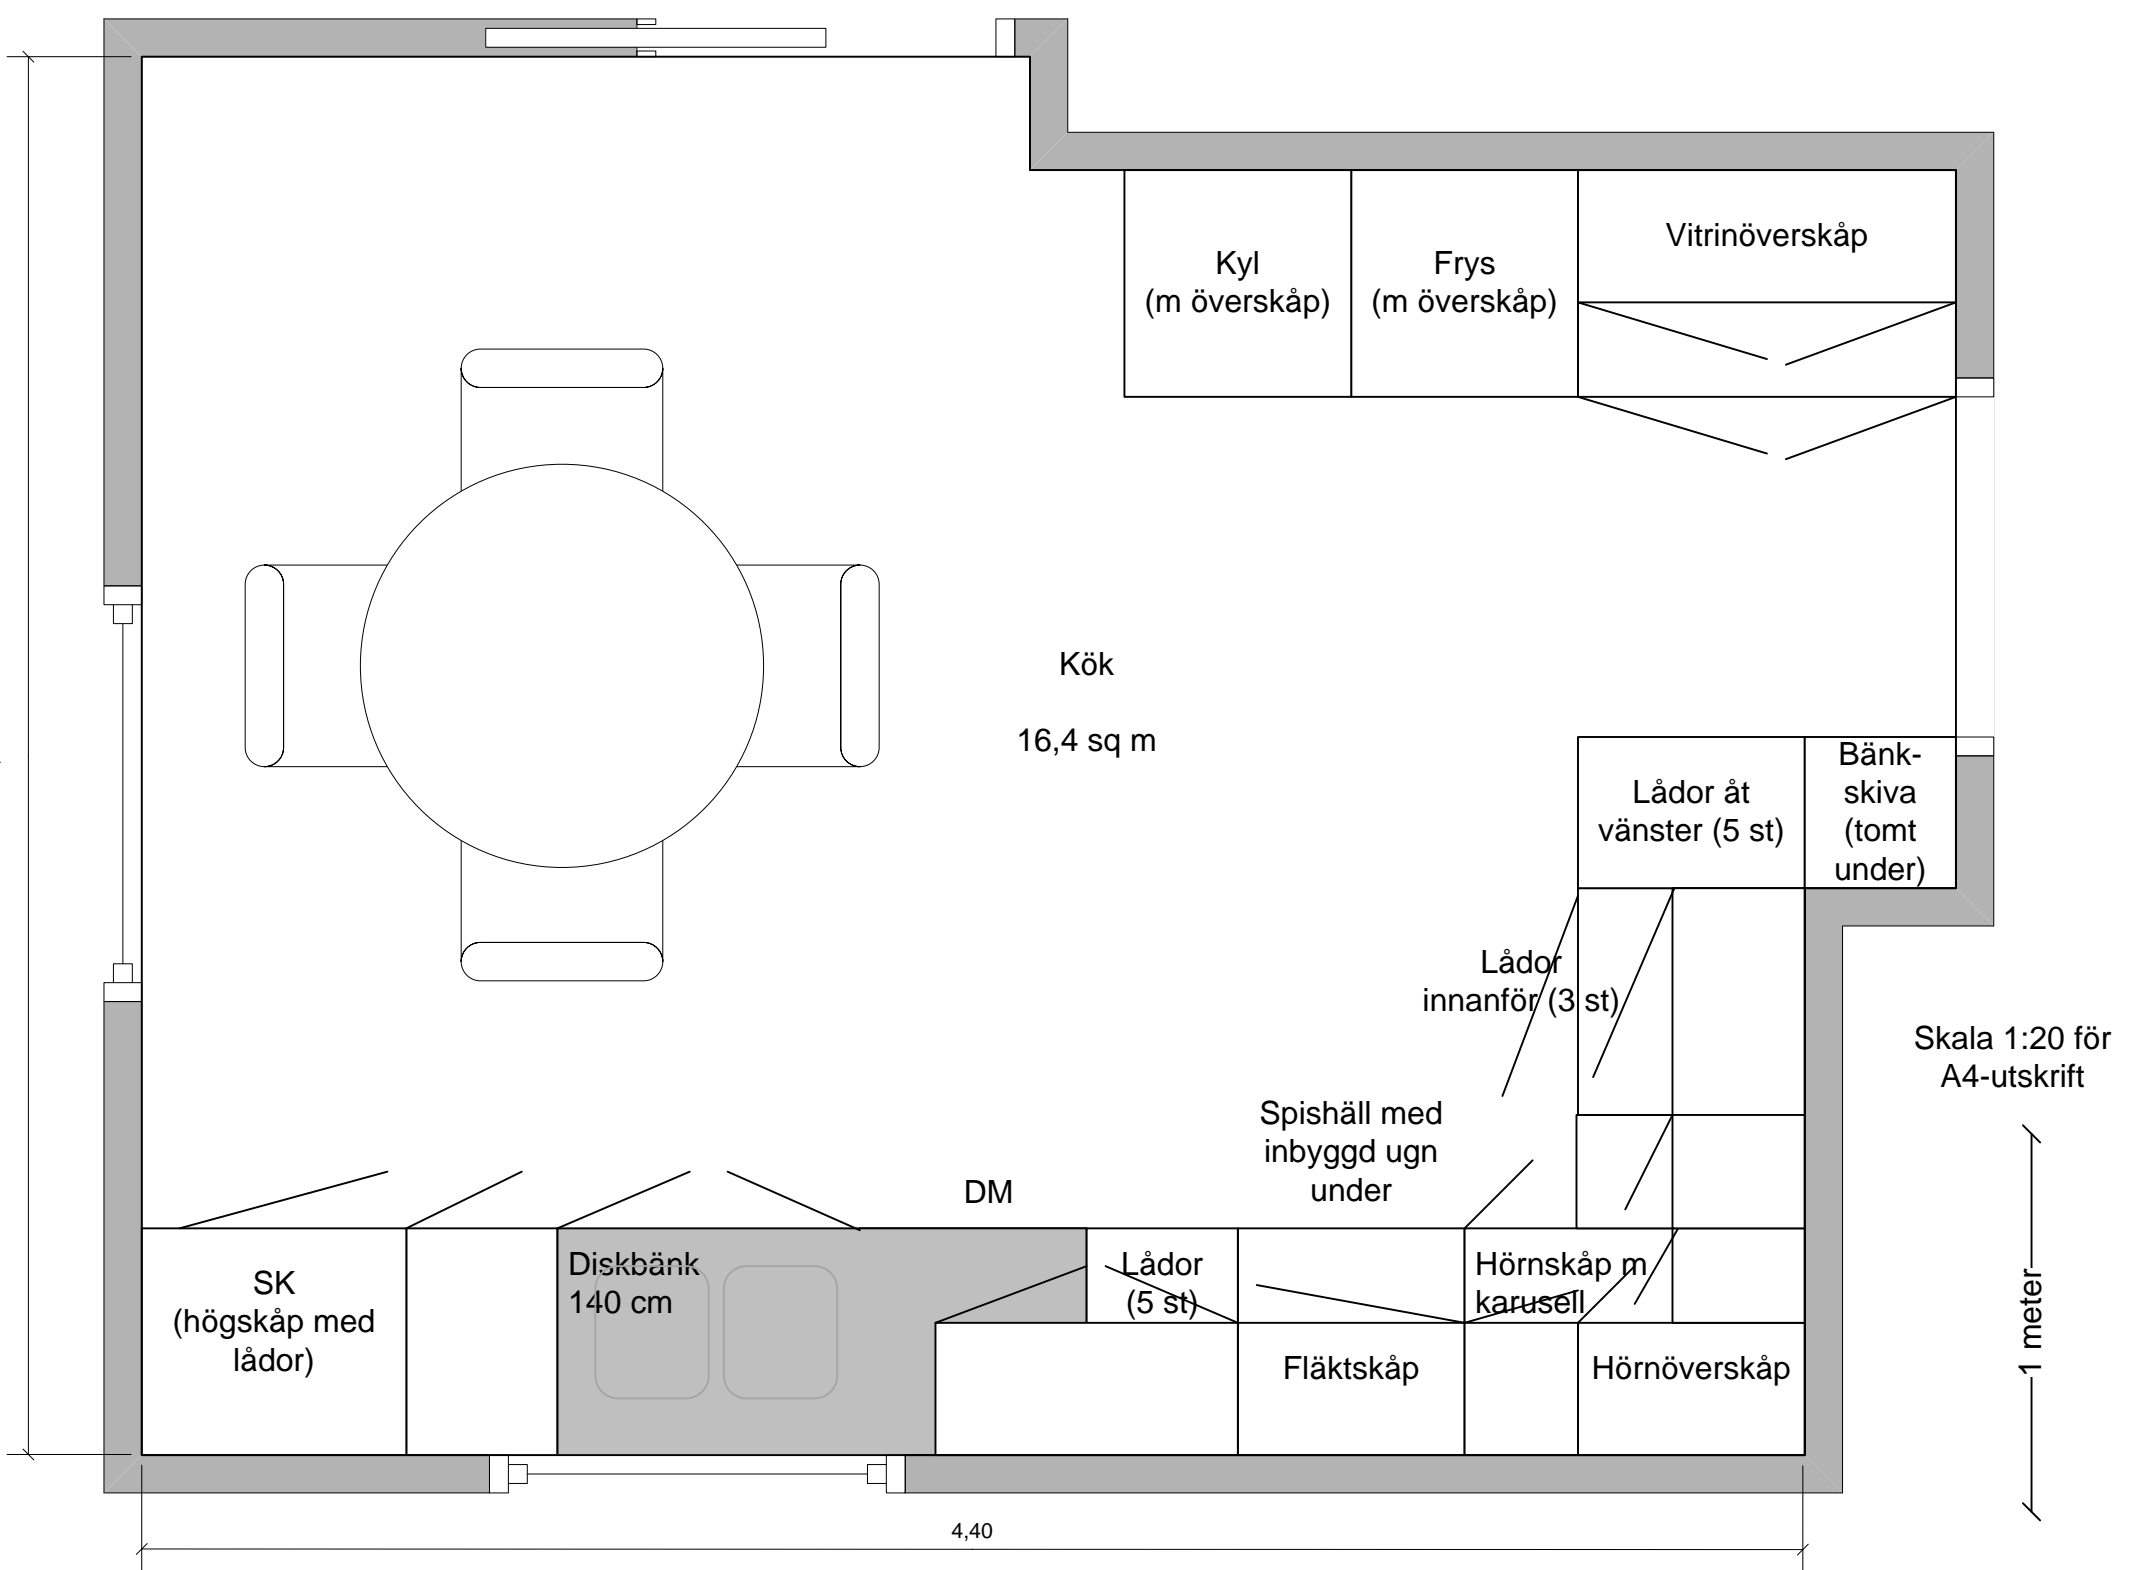 Vitrinöverskåp
Kyl
(m överskåp)
Frys
(m överskåp)
Kök
16,4 sq m
Bänk-
skiva
(tomt
under)
Lådor åt
vänster (5 st)
Lådor
innanför (3 st)
Skala 1:20 för
A4-utskrift
Spishäll med
inbyggd ugn
under
DM
1 meter
SK
(högskåp med
lådor)
Diskbänk
140 cm
Lådor
(5 st)
Hörnskåp m
karusell
Fläktskåp
Hörnöverskåp
4,40